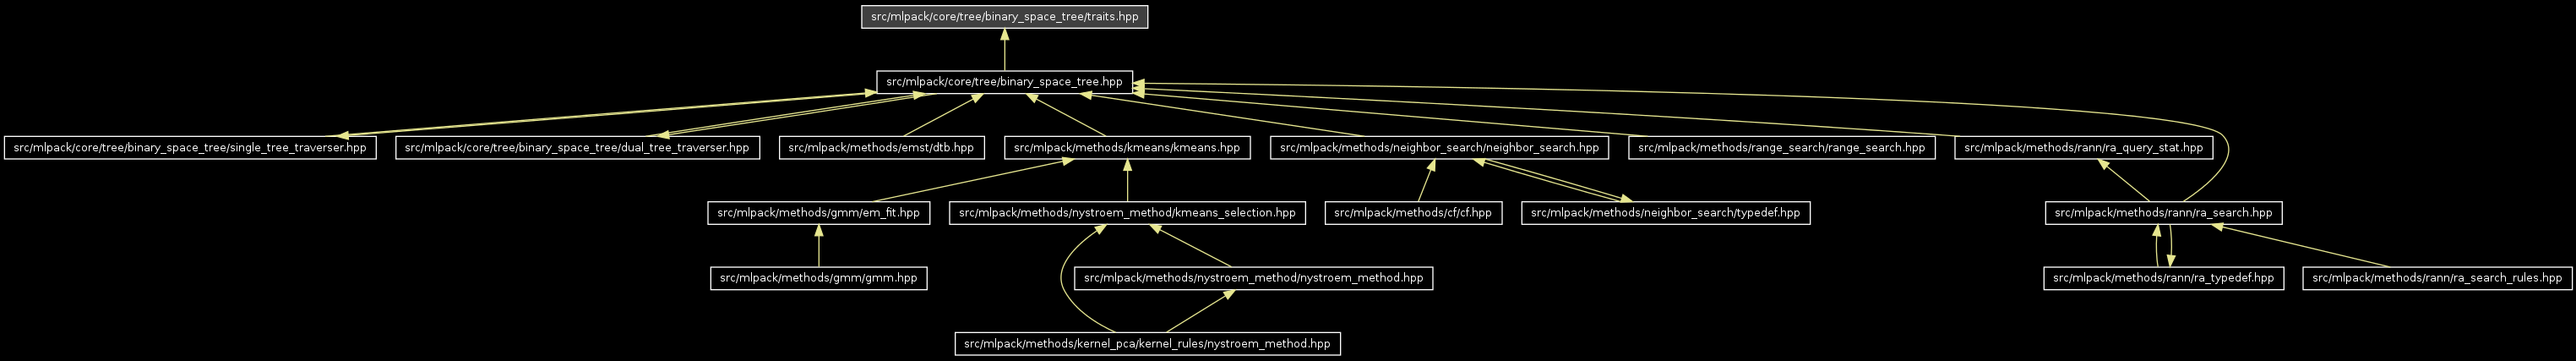 src/mlpack/core/tree/binary_space_tree/traits.hpp
src/mlpack/core/tree/binary_space_tree.hpp
src/mlpack/core/tree/binary_space_tree/single_tree_traverser.hpp
src/mlpack/core/tree/binary_space_tree/dual_tree_traverser.hpp
src/mlpack/methods/emst/dtb.hpp
src/mlpack/methods/kmeans/kmeans.hpp
src/mlpack/methods/neighbor_search/neighbor_search.hpp
src/mlpack/methods/range_search/range_search.hpp
src/mlpack/methods/rann/ra_query_stat.hpp
src/mlpack/methods/gmm/em_fit.hpp
src/mlpack/methods/nystroem_method/kmeans_selection.hpp
src/mlpack/methods/cf/cf.hpp
src/mlpack/methods/neighbor_search/typedef.hpp
src/mlpack/methods/rann/ra_search.hpp
src/mlpack/methods/gmm/gmm.hpp
src/mlpack/methods/nystroem_method/nystroem_method.hpp
src/mlpack/methods/rann/ra_typedef.hpp
src/mlpack/methods/rann/ra_search_rules.hpp
src/mlpack/methods/kernel_pca/kernel_rules/nystroem_method.hpp